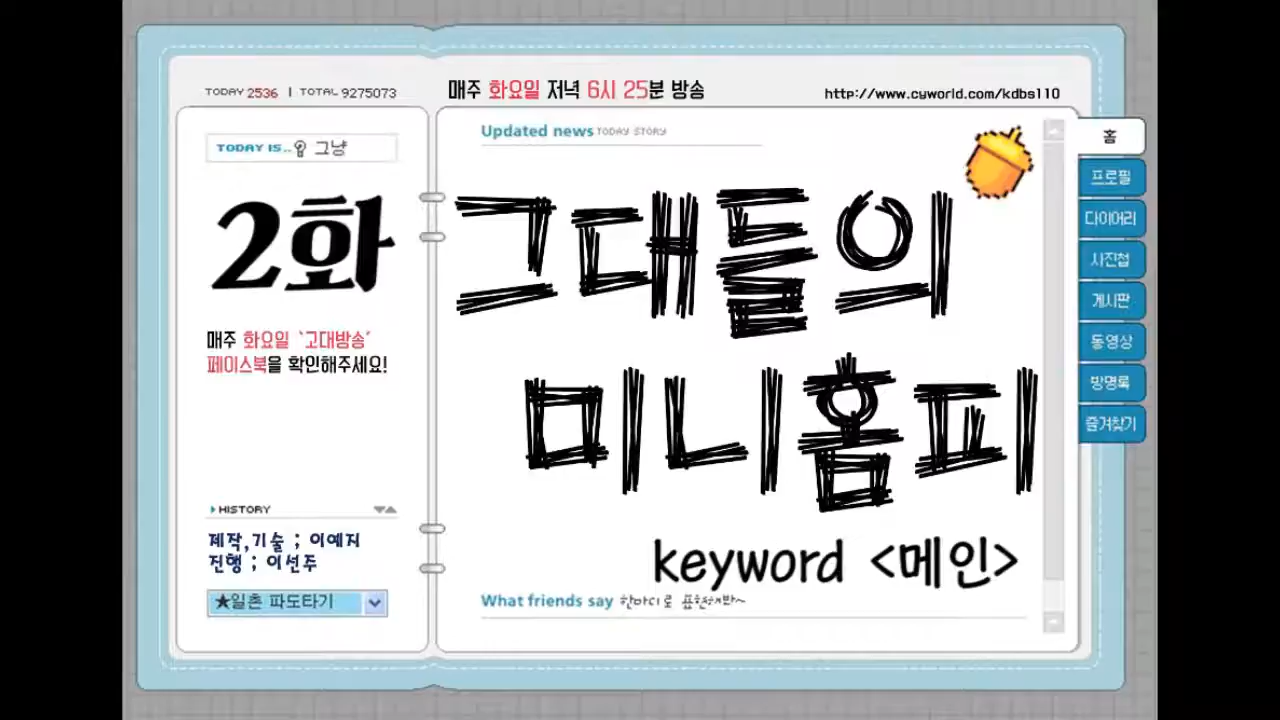 TODAY 2536 | TOTAL 9275073
매주 화요일 저녁 6시 25분 방송
http://www.cyworld.com/kdbs110
TODAY IS.. 그냥
2화
매주 화요일 '고대방송'
페이스북을 확인해주세요!
HISTORY
제작,기술 ; 이예지
진행 ; 이선주
★일촌 파도타기
Updated news TODAY STORY
그대들의
미니홈피
keyword <메인>
What friends say 한마디로 표현해봐~
홈
프로필
다이어리
사진첩
게시판
동영상
방명록
즐겨찾기